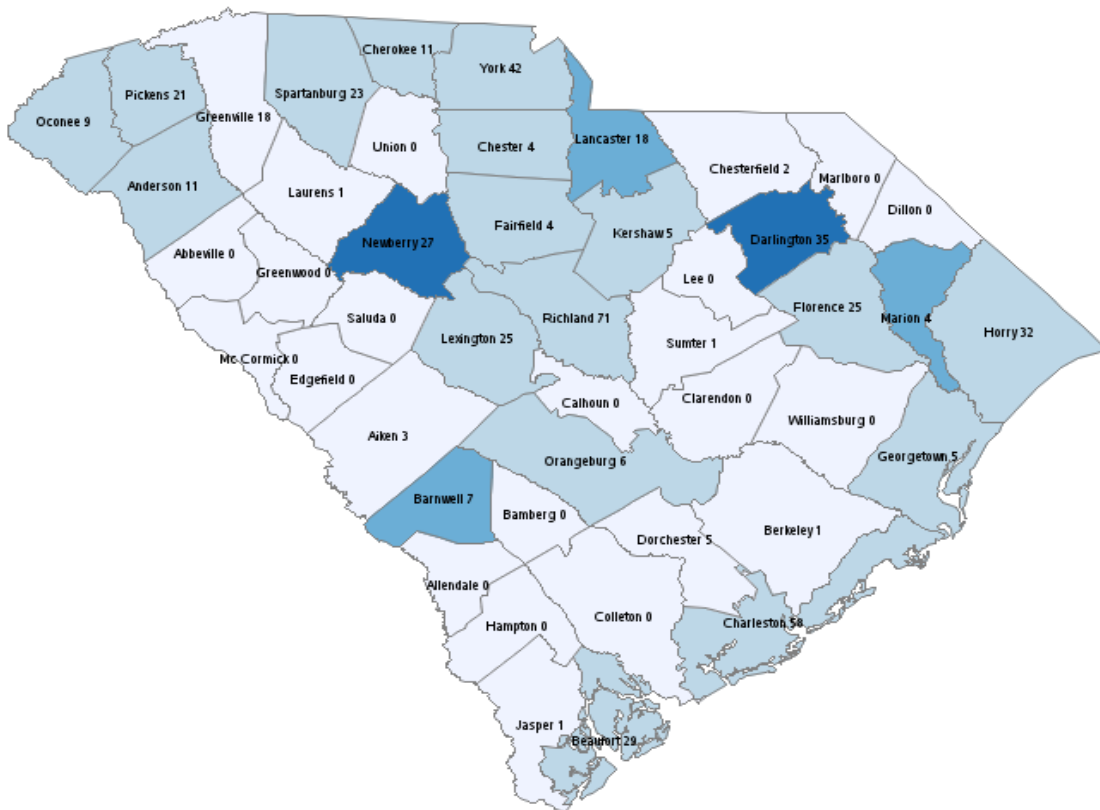 Cherokee 11
York 42
Pickens 21
Spartanburg 23
Greenville 18
Oconee 9
Lancaster 18
Union 0
Chester 4
Chesterfield 2
Marlboro 0
Anderson 11
Laurens 1
Dillon 0
Fairfield 4
Kershaw 5
Newberry 27
Darlington 35
Abbeville 0
Greenwood 0
Lee 0
Florence 25
Saluda 0
Richland 71
Marion 4
Lexington 25
Horry 32
Sumter 1
Mc Cormick 0
Edgefield 0
Calhoun 0
Clarendon 0
Williamsburg 0
Aiken 3
Georgetown 5
Orangeburg 6
Barnwell 7
Bamberg 0
Berkeley 1
Dorchester 5
Allendale 0
Colleton 0
Charleston 58
Hampton 0
Jasper 1
Beaufort 29